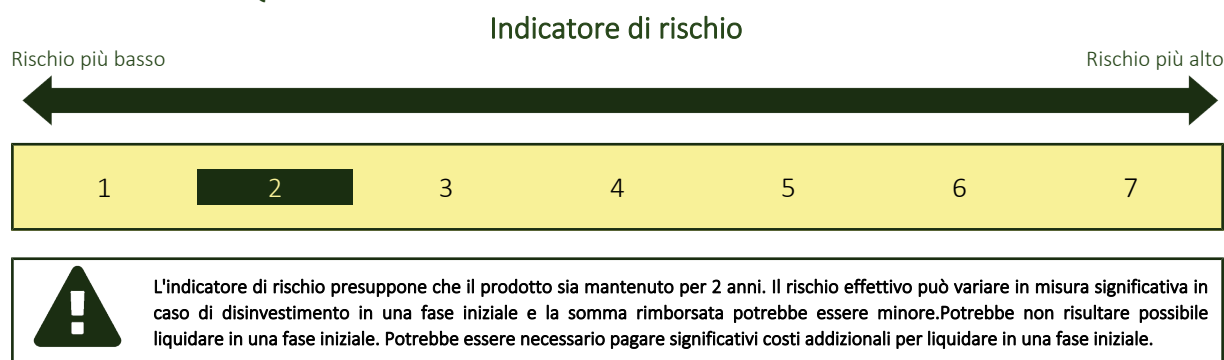 Indicatore di rischio
Rischio più basso
Rischio più alto
1 2 3 4 5 6 7
L'indicatore di rischio presuppone che il prodotto sia mantenuto per 2 anni. Il rischio effettivo può variare in misura significativa in
caso di disinvestimento in una fase iniziale e la somma rimborsata potrebbe essere minore.Potrebbe non risultare possibile
liquidare in una fase iniziale. Potrebbe essere necessario pagare significativi costi addizionali per liquidare in una fase iniziale.